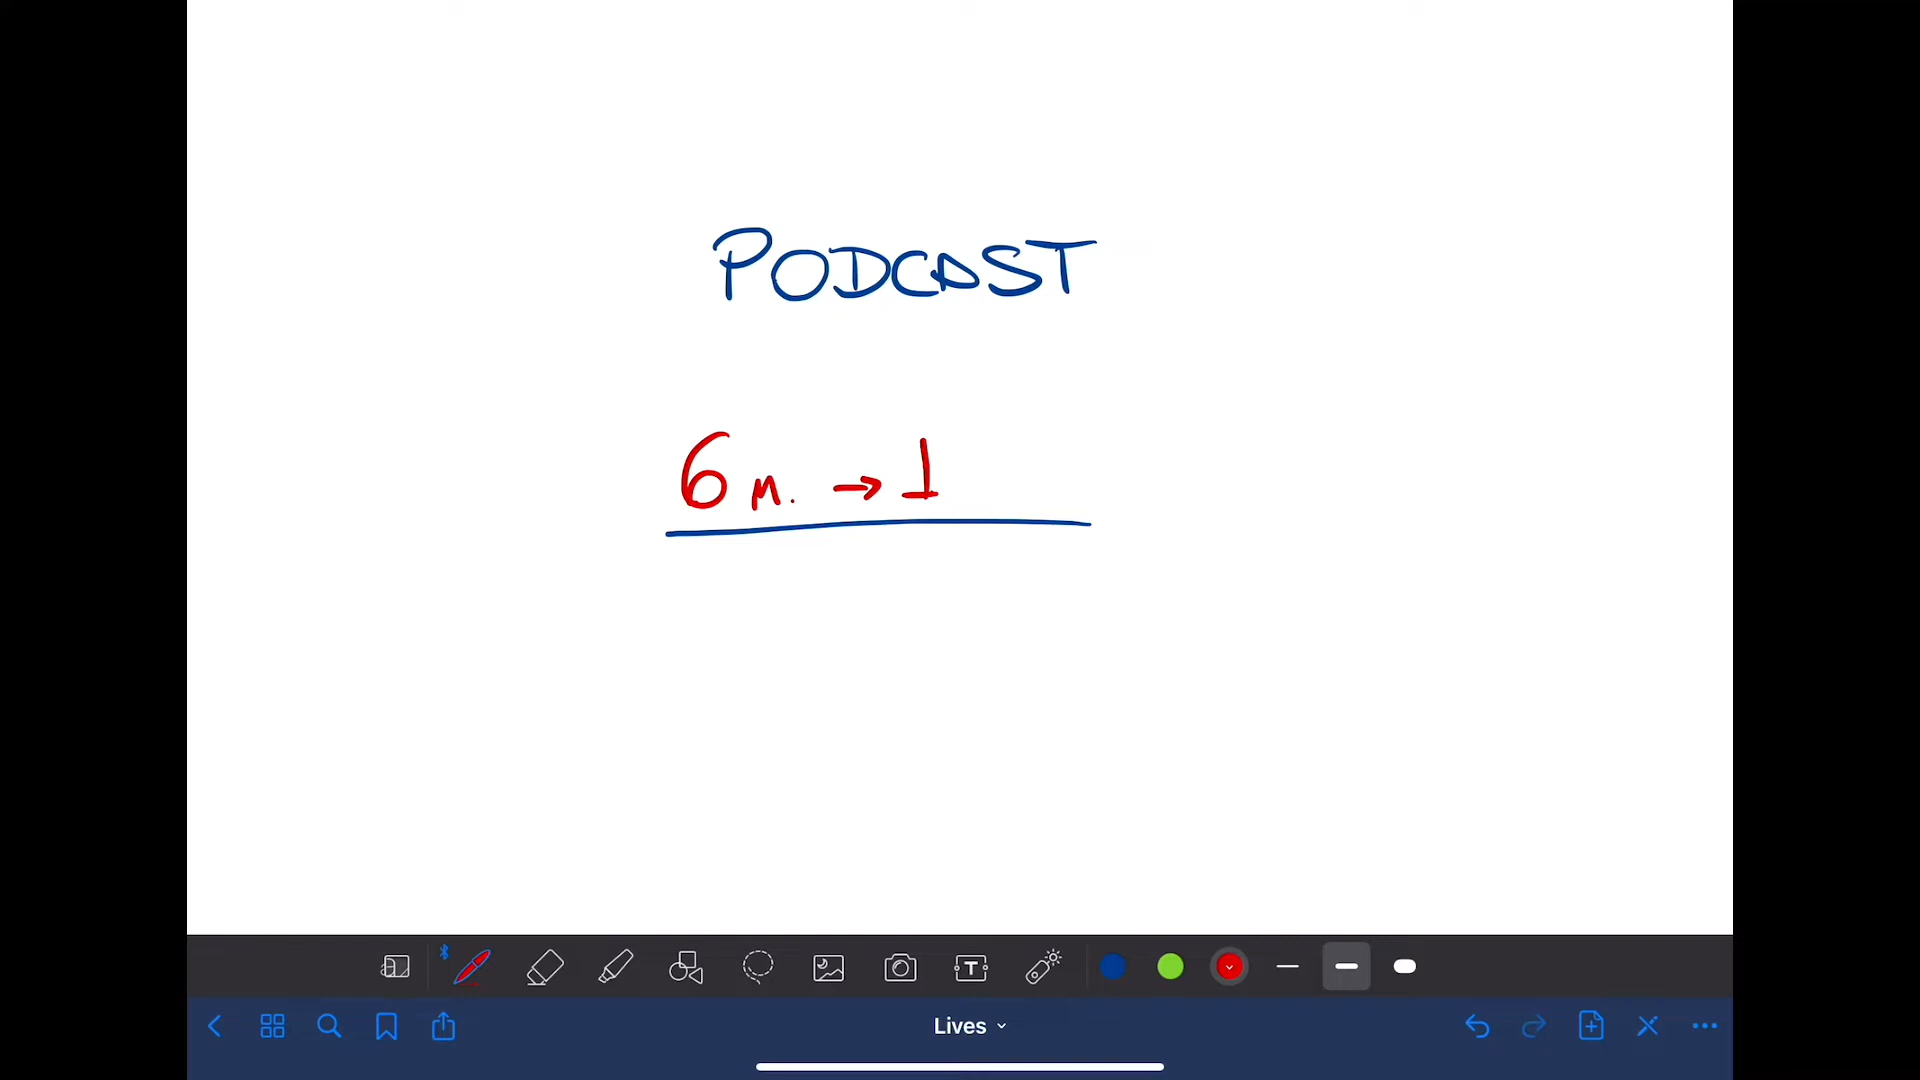 PODCAST
6 M. → 1
Lives